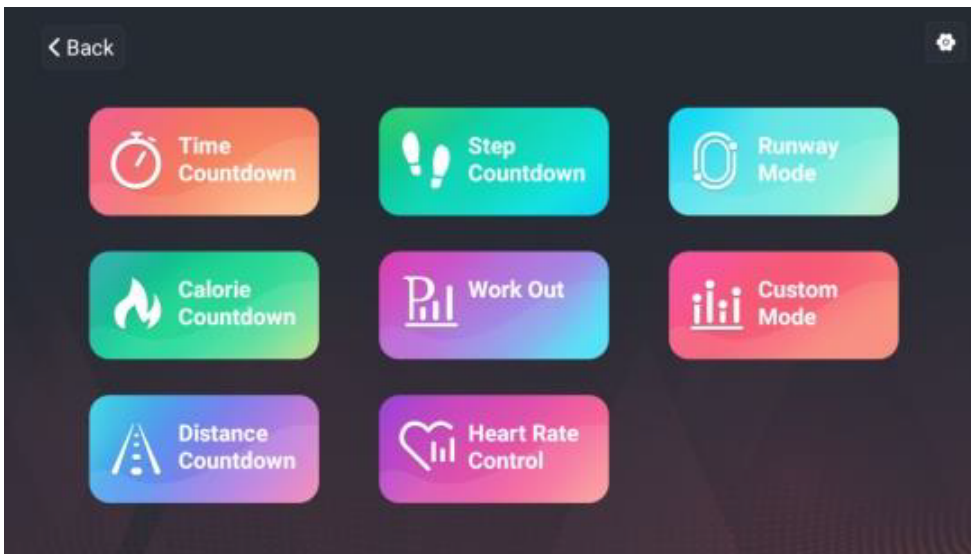 Back
Time
Countdown
Step
Countdown
Runway
Mode
Calorie
Countdown
Work Out
Custom
Mode
Distance
Countdown
Heart Rate
Control